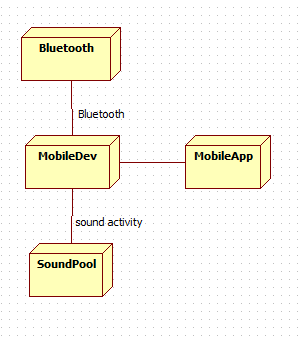 Bluetooth
Bluetooth
MobileDev
MobileApp
sound activity
SoundPool